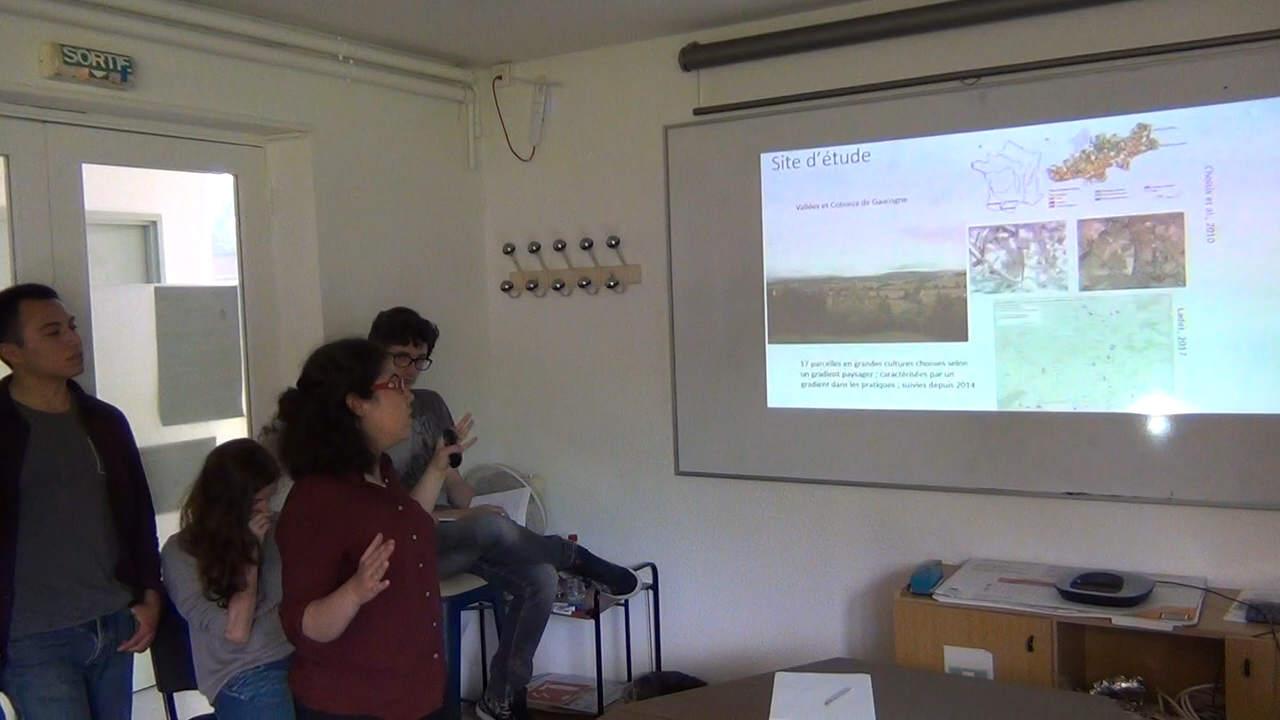 SORTIE
Site d'étude
Vallées et Coteaux de Gascogne
Choisis et al., 2010
Ladet, 2017
17 parcelles en grandes cultures choisies selon
un gradient paysager ; caractérisées par un
gradient dans les pratiques ; suivies depuis 2014